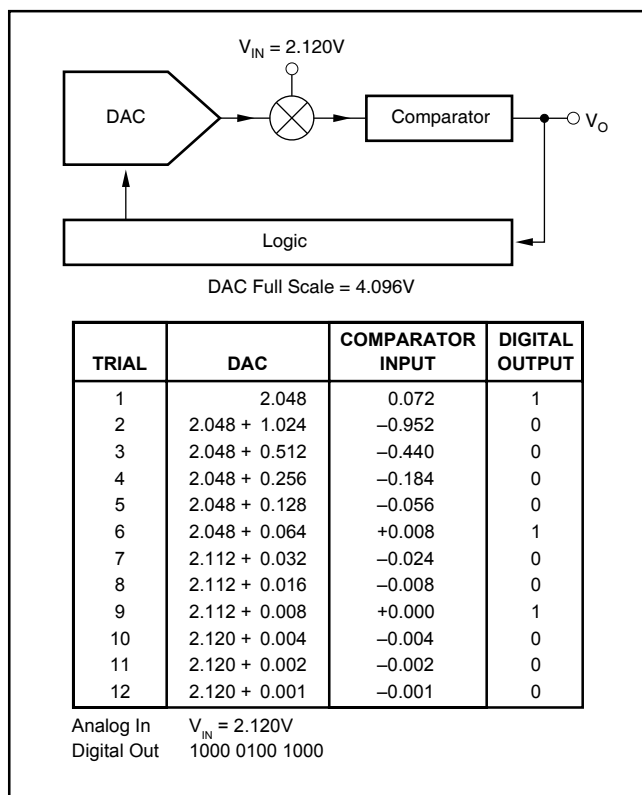 V_IN = 2.120V
DAC
Comparator
V_O
Logic
DAC Full Scale = 4.096V
TRIAL DAC COMPARATOR INPUT DIGITAL OUTPUT
1 2.048 0.072 1
2 2.048 + 1.024 –0.952 0
3 2.048 + 0.512 –0.440 0
4 2.048 + 0.256 –0.184 0
5 2.048 + 0.128 –0.056 0
6 2.048 + 0.064 +0.008 1
7 2.112 + 0.032 –0.024 0
8 2.112 + 0.016 –0.008 0
9 2.112 + 0.008 +0.000 1
10 2.120 + 0.004 –0.004 0
11 2.120 + 0.002 –0.002 0
12 2.120 + 0.001 –0.001 0
Analog In V_IN = 2.120V
Digital Out 1000 0100 1000